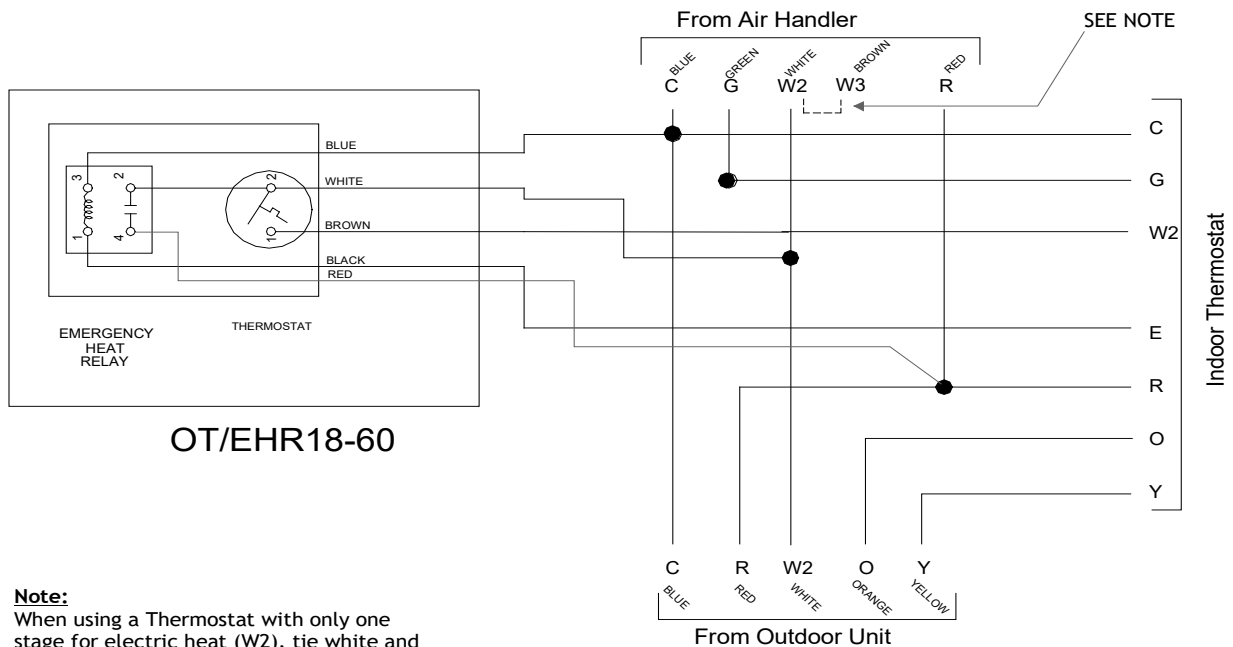 From Air Handler
SEE NOTE
BLUE
GREEN
WHITE
BROWN
RED
C
G
W2
W3
R
BLUE
WHITE
BROWN
BLACK
RED
3
2
1
4
2
1
EMERGENCY
HEAT
RELAY
THERMOSTAT
OT/EHR18-60
C
G
W2
E
R
O
Y
Indoor Thermostat
C
R
W2
O
Y
BLUE
RED
WHITE
ORANGE
YELLOW
From Outdoor Unit
Note:
When using a Thermostat with only one
stage for electric heat (W2), tie white and